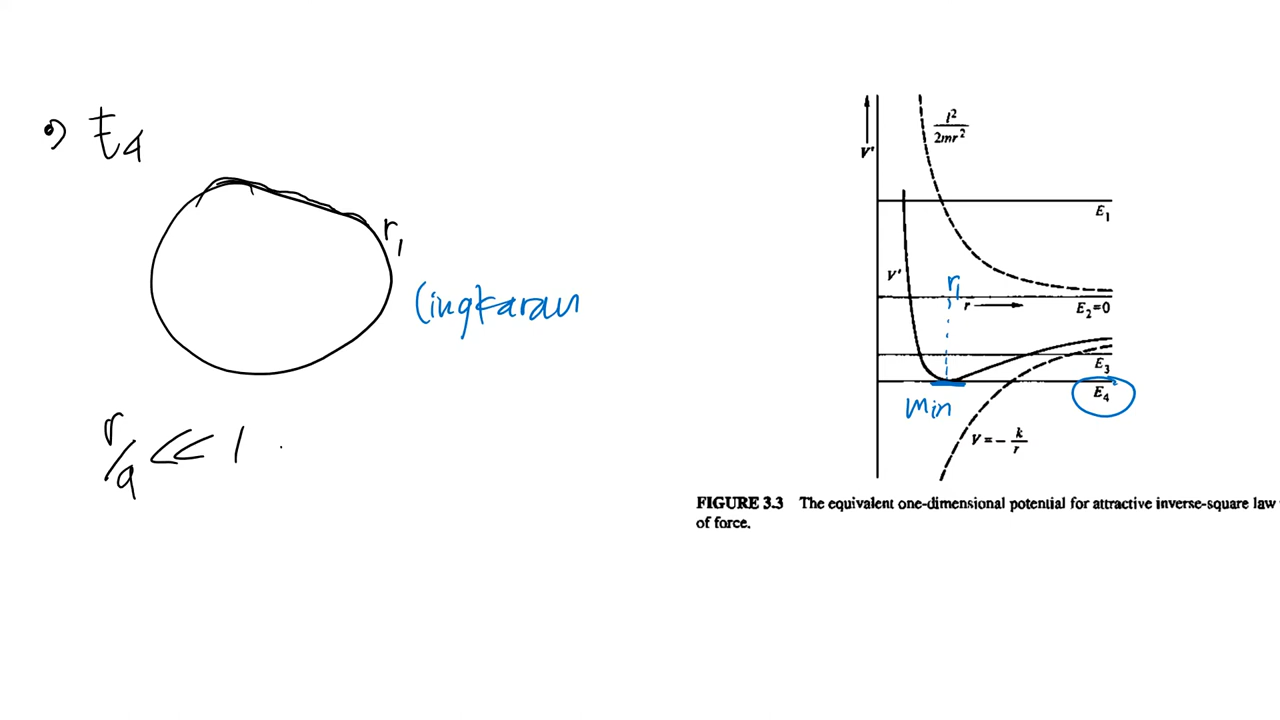 E4
r1
lingkaran
r/a << 1
l²/2mr²
V'
E1
V'
r1
r
E2=0
E3
E4
min
V = − k/r
FIGURE 3.3 The equivalent one-dimensional potential for attractive inverse-square law
of force.